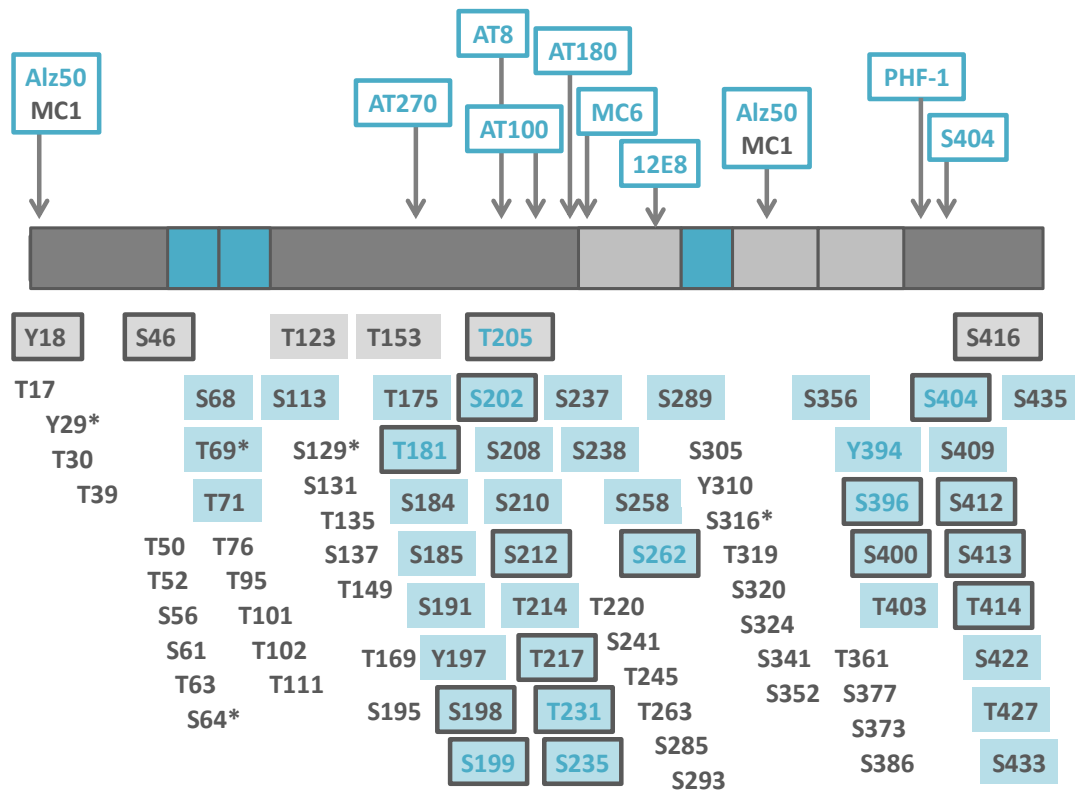 AT8
AT180
Alz50
MC1
PHF-1
AT270
AT100
MC6
Alz50
MC1
S404
12E8
Y18
S46
T123
T153
T205
S416
T17
S68
S113
T175
S202
S237
S289
S356
S404
S435
Y29*
T69*
S129*
T181
S208
S238
S305
Y394
S409
T30
T39
T71
S131
S184
S210
S258
Y310
S396
S412
T135
S316*
T50
T76
S137
S185
S212
S262
T319
S400
S413
T52
T95
T149
S320
S56
T101
S191
T214
T220
S324
T403
T414
S61
T102
T169
Y197
T217
S241
S341
T361
S422
T63
T111
T245
S352
S377
S64*
S195
S198
T231
T263
S373
T427
S285
S199
S235
S293
S386
S433